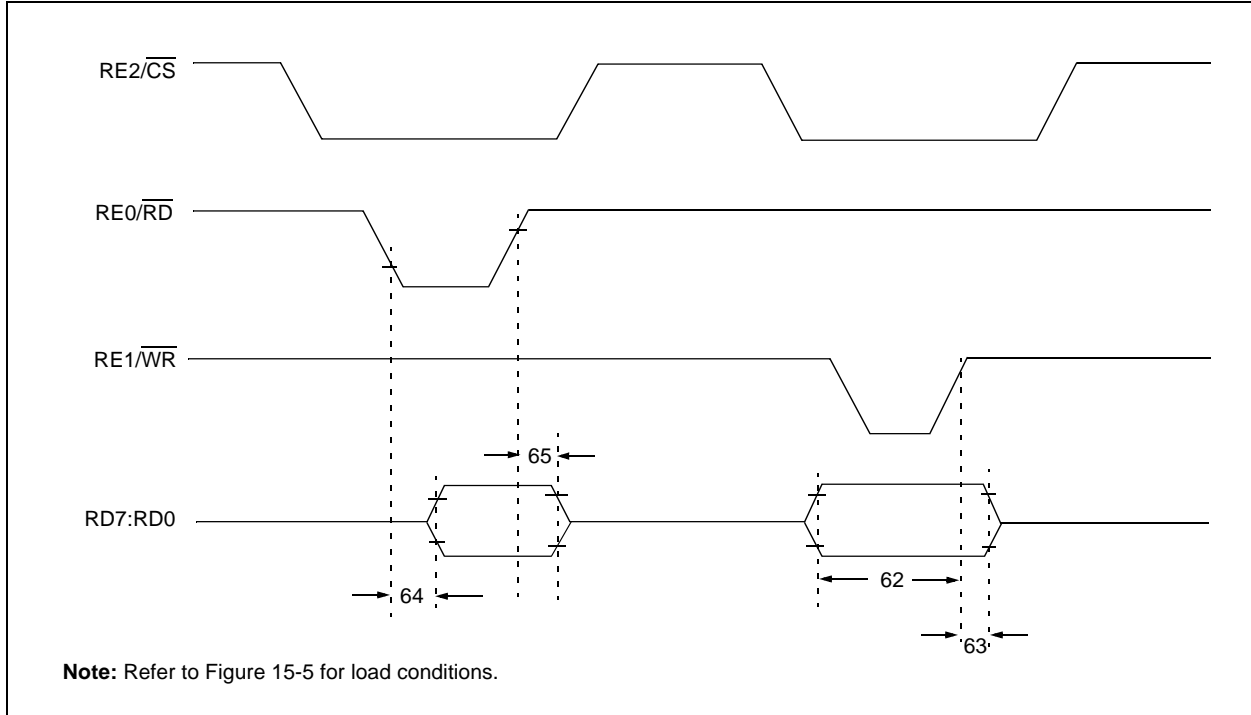 RE2/CS
RE0/RD
RE1/WR
65
RD7:RD0
62
64
63
Note: Refer to Figure 15-5 for load conditions.